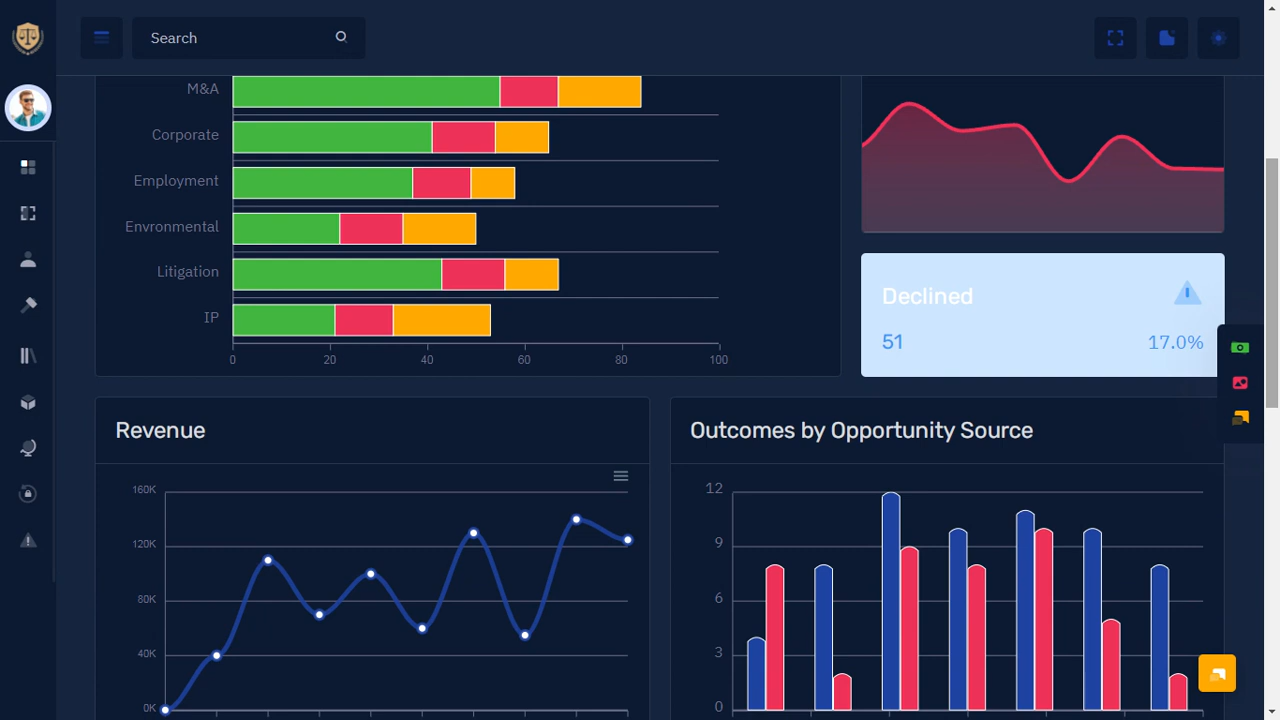 Search
M&A
Corporate
Employment
Envronmental
Litigation
IP
0 20 40 60 80 100
Declined
51 17.0%
Revenue
160K
120K
80K
40K
0K
Outcomes by Opportunity Source
12
9
6
3
0